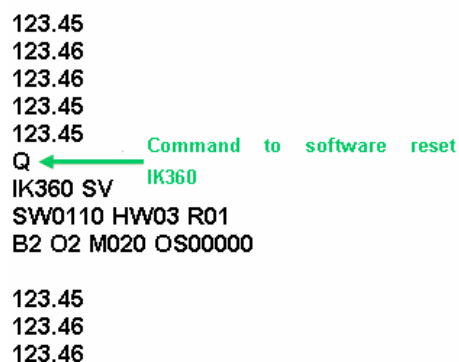 123.45
123.46
123.46
123.45
123.45
Q
Command to software reset
IK360
IK360 SV
SW0110 HW03 R01
B2 O2 M020 OS00000
123.45
123.46
123.46